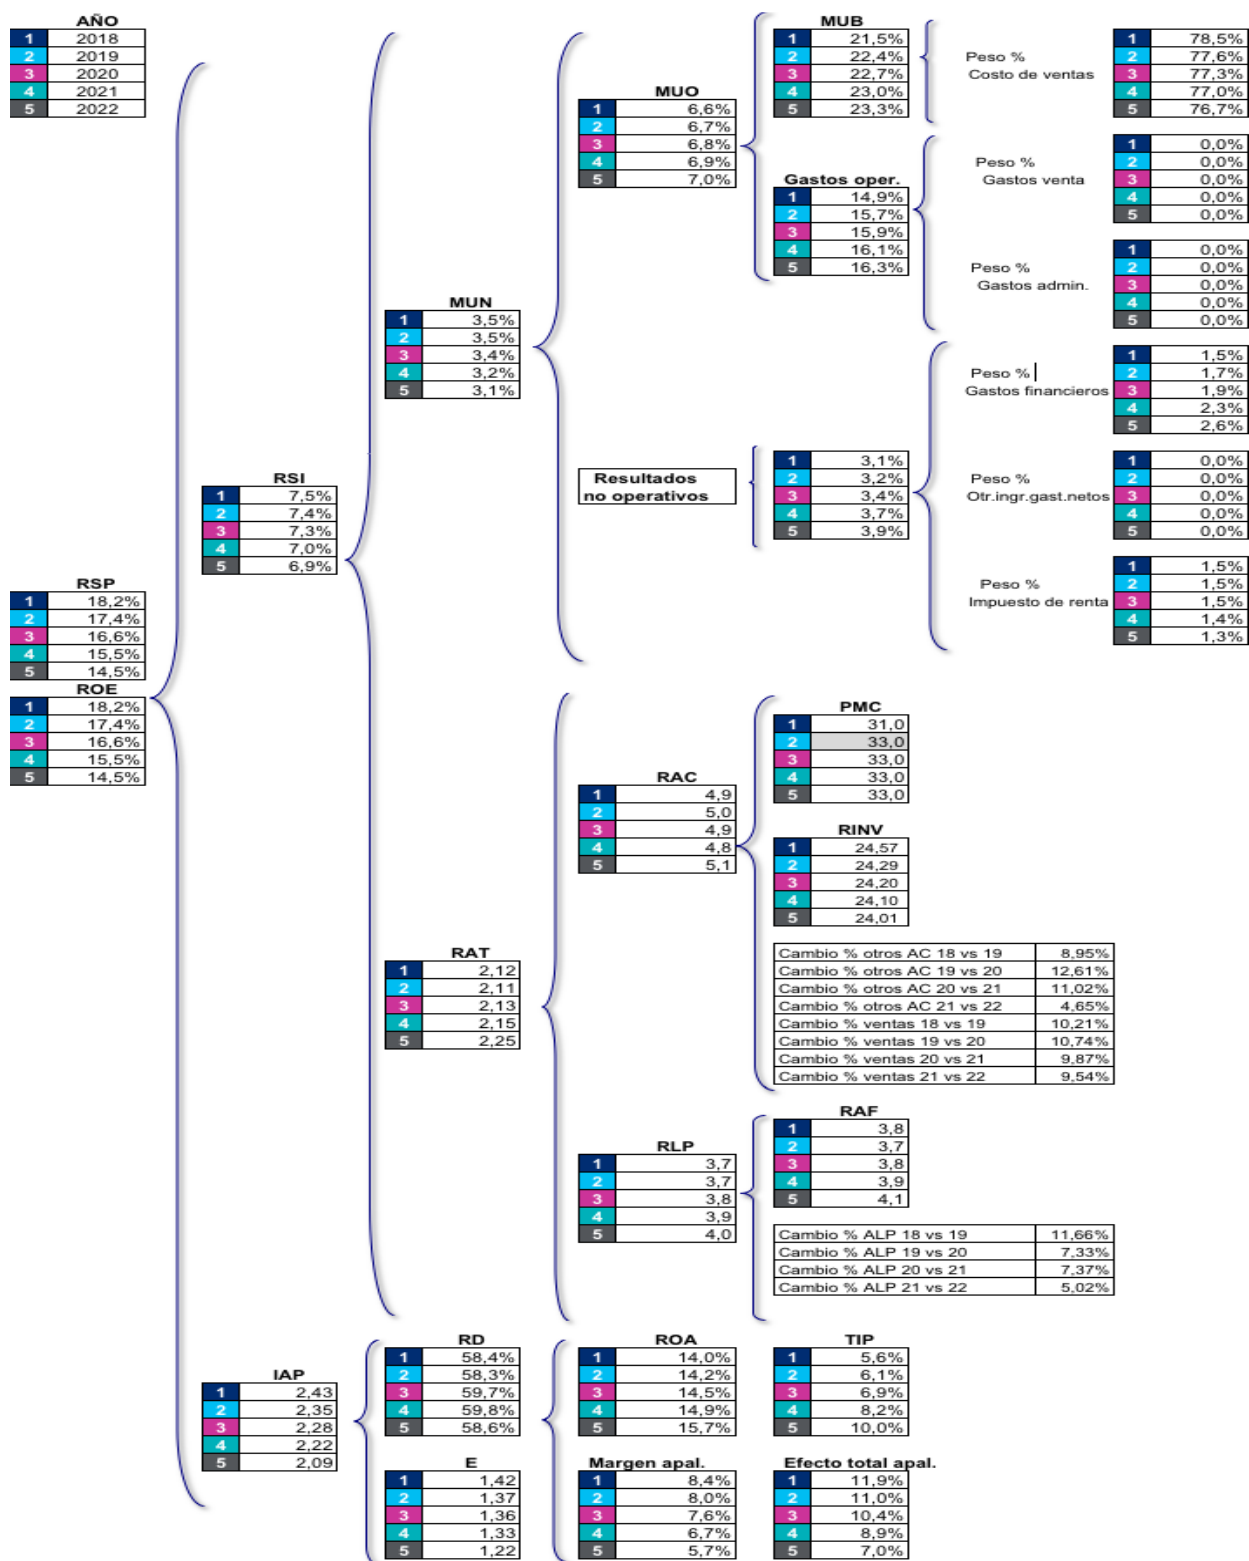 AÑO
1 2018
2 2019
3 2020
4 2021
5 2022
MUB
1 21,5%
2 22,4%
3 22,7%
4 23,0%
5 23,3%
Peso %
Costo de ventas
1 78,5%
2 77,6%
3 77,3%
4 77,0%
5 76,7%
MUO
1 6,6%
2 6,7%
3 6,8%
4 6,9%
5 7,0%
Gastos oper.
1 14,9%
2 15,7%
3 15,9%
4 16,1%
5 16,3%
Peso %
Gastos venta
1 0,0%
2 0,0%
3 0,0%
4 0,0%
5 0,0%
Peso %
Gastos admin.
1 0,0%
2 0,0%
3 0,0%
4 0,0%
5 0,0%
MUN
1 3,5%
2 3,5%
3 3,4%
4 3,2%
5 3,1%
Peso %
Gastos financieros
1 1,5%
2 1,7%
3 1,9%
4 2,3%
5 2,6%
Resultados
no operativos
1 3,1%
2 3,2%
3 3,4%
4 3,7%
5 3,9%
Peso %
Otr.ingr.gast.netos
1 0,0%
2 0,0%
3 0,0%
4 0,0%
5 0,0%
RSI
1 7,5%
2 7,4%
3 7,3%
4 7,0%
5 6,9%
Peso %
Impuesto de renta
1 1,5%
2 1,5%
3 1,5%
4 1,4%
5 1,3%
RSP
1 18,2%
2 17,4%
3 16,6%
4 15,5%
5 14,5%
ROE
1 18,2%
2 17,4%
3 16,6%
4 15,5%
5 14,5%
PMC
1 31,0
2 33,0
3 33,0
4 33,0
5 33,0
RAC
1 4,9
2 5,0
3 4,9
4 4,8
5 5,1
RINV
1 24,57
2 24,29
3 24,20
4 24,10
5 24,01
RAT
1 2,12
2 2,11
3 2,13
4 2,15
5 2,25
Cambio % otros AC 18 vs 19 8,95%
Cambio % otros AC 19 vs 20 12,61%
Cambio % otros AC 20 vs 21 11,02%
Cambio % otros AC 21 vs 22 4,65%
Cambio % ventas 18 vs 19 10,21%
Cambio % ventas 19 vs 20 10,74%
Cambio % ventas 20 vs 21 9,87%
Cambio % ventas 21 vs 22 9,54%
RAF
1 3,8
2 3,7
3 3,8
4 3,9
5 4,1
RLP
1 3,7
2 3,7
3 3,8
4 3,9
5 4,0
Cambio % ALP 18 vs 19 11,66%
Cambio % ALP 19 vs 20 7,33%
Cambio % ALP 20 vs 21 7,37%
Cambio % ALP 21 vs 22 5,02%
IAP
1 2,43
2 2,35
3 2,28
4 2,22
5 2,09
RD
1 58,4%
2 58,3%
3 59,7%
4 59,8%
5 58,6%
ROA
1 14,0%
2 14,2%
3 14,5%
4 14,9%
5 15,7%
TIP
1 5,6%
2 6,1%
3 6,9%
4 8,2%
5 10,0%
E
1 1,42
2 1,37
3 1,36
4 1,33
5 1,22
Margen apal.
1 8,4%
2 8,0%
3 7,6%
4 6,7%
5 5,7%
Efecto total apal.
1 11,9%
2 11,0%
3 10,4%
4 8,9%
5 7,0%